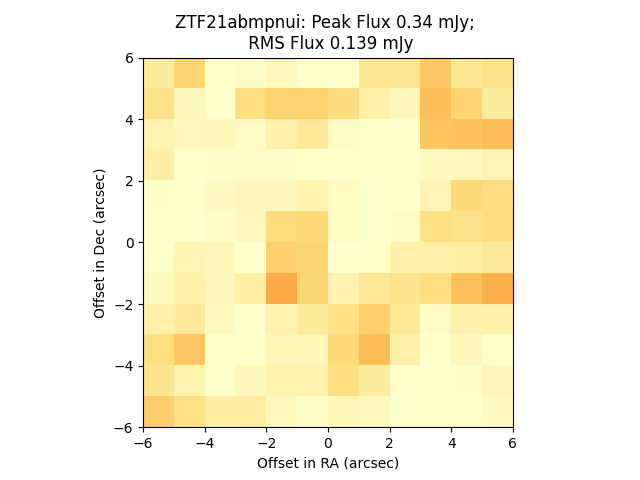 ZTF21abmpnui: Peak Flux 0.34 mJy;
RMS Flux 0.139 mJy
6
4
2
0
−2
−4
−6
Offset in Dec (arcsec)
−6 −4 −2 0 2 4 6
Offset in RA (arcsec)